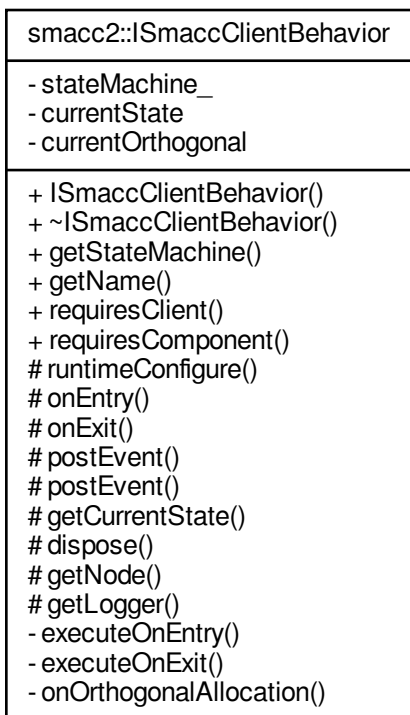 smacc2::ISmaccClientBehavior
- stateMachine_
- currentState
- currentOrthogonal
+ ISmaccClientBehavior()
+ ~ISmaccClientBehavior()
+ getStateMachine()
+ getName()
+ requiresClient()
+ requiresComponent()
# runtimeConfigure()
# onEntry()
# onExit()
# postEvent()
# postEvent()
# getCurrentState()
# dispose()
# getNode()
# getLogger()
- executeOnEntry()
- executeOnExit()
- onOrthogonalAllocation()